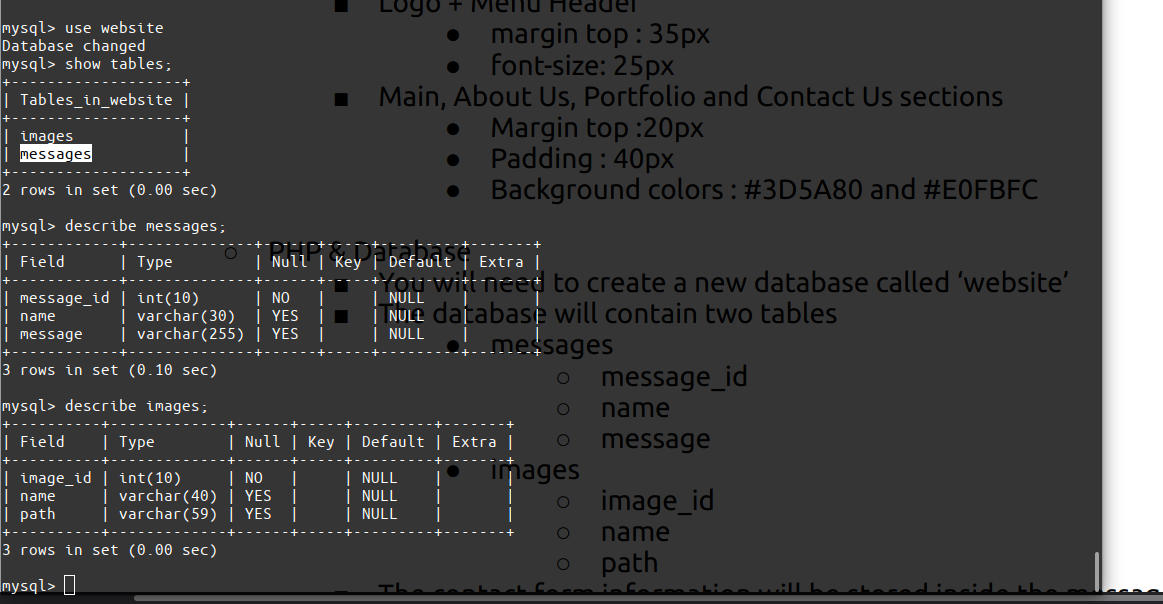 Logo + Menu Header
mysql> use website
margin top : 35px
Database changed
mysql> show tables;
font-size: 25px
+-------------------+
| Tables_in_website |
Main, About Us, Portfolio and Contact Us sections
+-------------------+
| images            |
Margin top :20px
| messages          |
Padding : 40px
+-------------------+
2 rows in set (0.00 sec)
Background colors : #3D5A80 and #E0FBFC
mysql> describe messages;
+------------+--------------+------+-----+---------+-------+
PHP & Database
| Field      | Type         | Null | Key | Default | Extra |
+------------+--------------+------+-----+---------+-------+
You will need to create a new database called ‘website’
| message_id | int(10)      | NO   |     | NULL    |       |
| name       | varchar(30)  | YES  |     | NULL    |       |
The database will contain two tables
| message    | varchar(255) | YES  |     | NULL    |       |
+------------+--------------+------+-----+---------+-------+
messages
3 rows in set (0.10 sec)
message_id
mysql> describe images;
name
+----------+-------------+------+-----+---------+-------+
| Field    | Type        | Null | Key | Default | Extra |
message
+----------+-------------+------+-----+---------+-------+
images
| image_id | int(10)     | NO   |     | NULL    |       |
| name     | varchar(40) | YES  |     | NULL    |       |
image_id
| path     | varchar(59) | YES  |     | NULL    |       |
name
+----------+-------------+------+-----+---------+-------+
3 rows in set (0.00 sec)
path
mysql>
The contact form information will be stored inside the messag